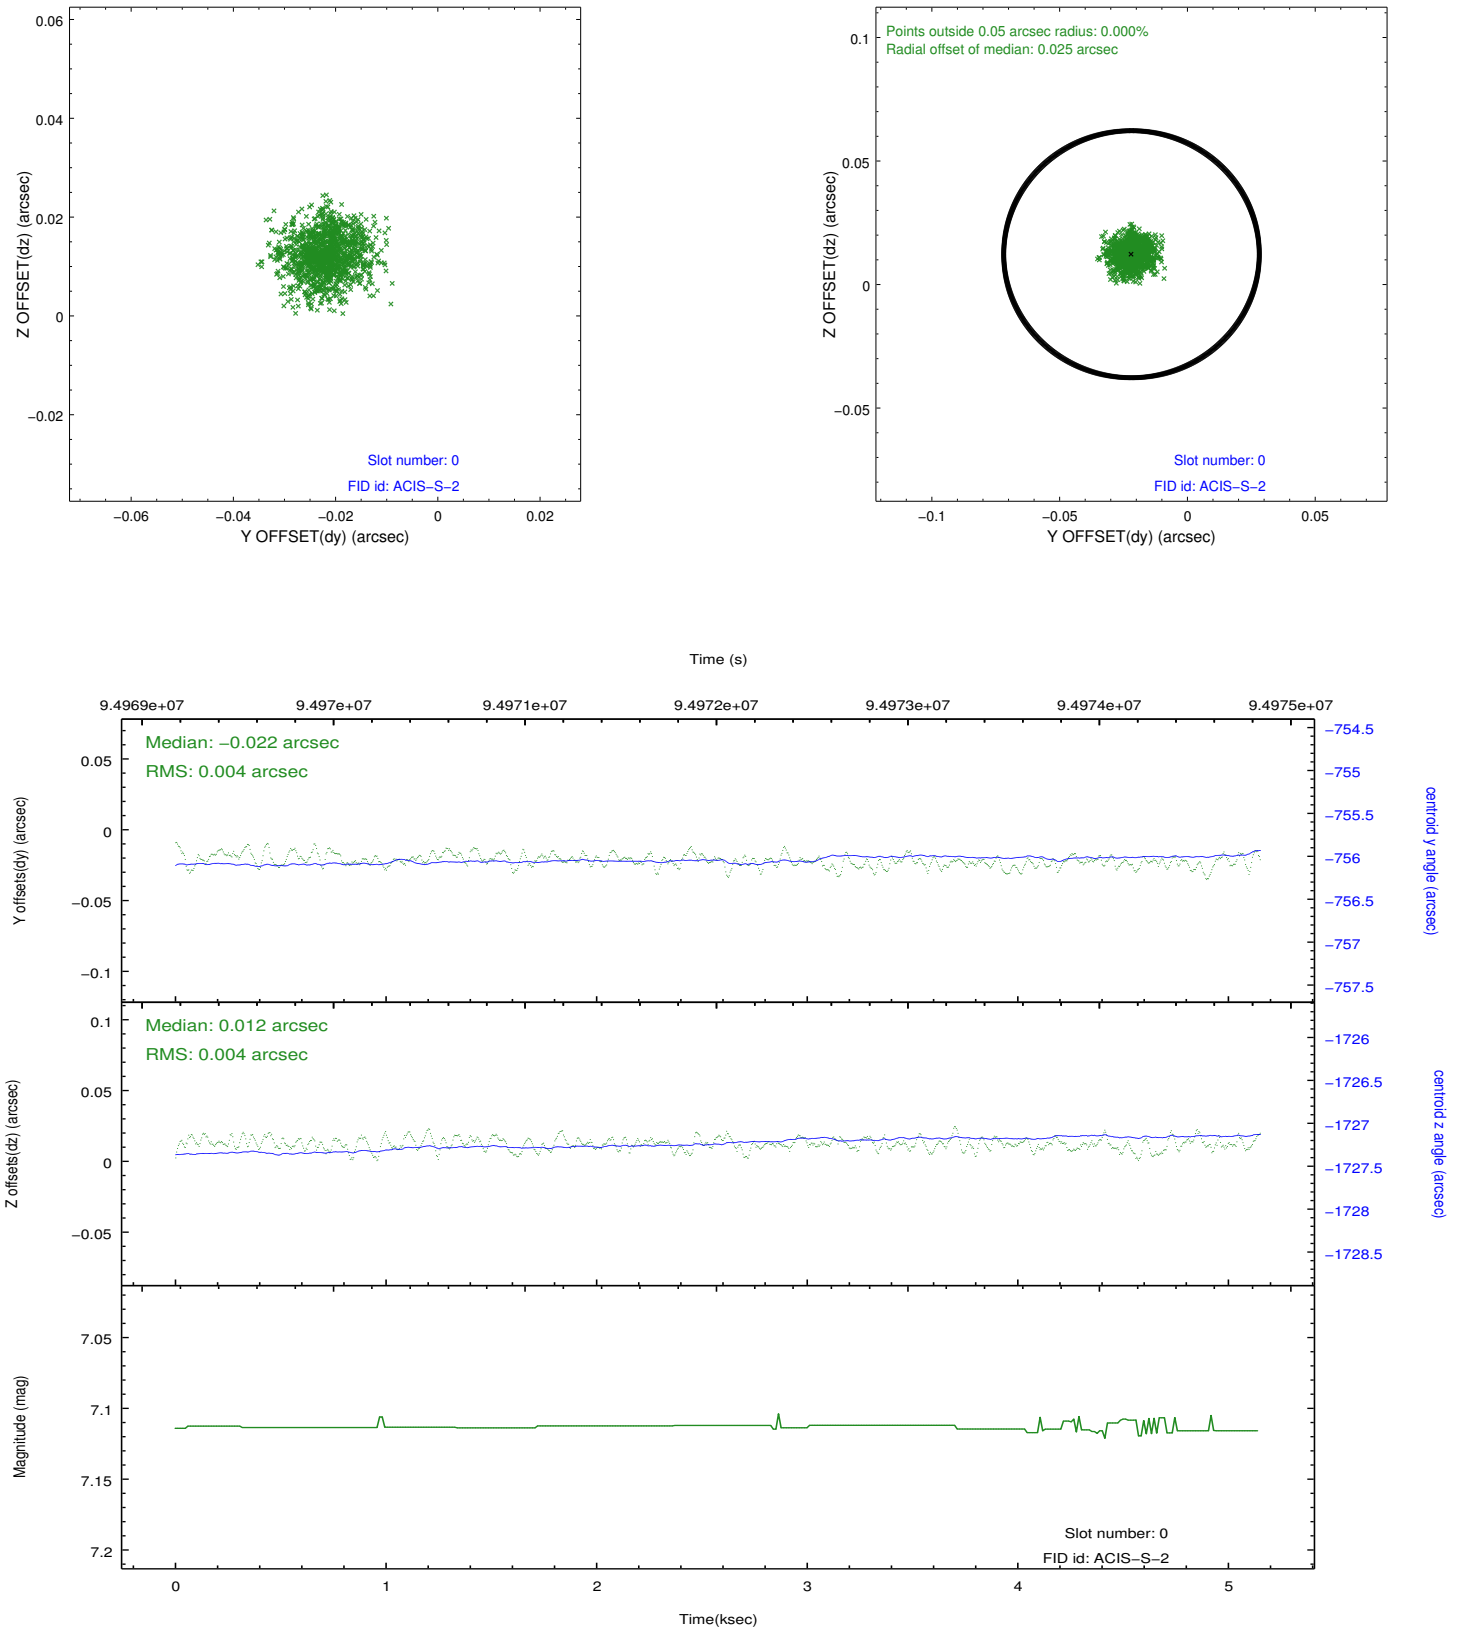 0.06
0.04
0.02
0
−0.02
Z OFFSET(dz) (arcsec)
Slot number: 0
FID id: ACIS−S−2
−0.06
−0.04
−0.02
0
0.02
Y OFFSET(dy) (arcsec)
Points outside 0.05 arcsec radius: 0.000%
Radial offset of median: 0.025 arcsec
0.1
0.05
0
−0.05
Z OFFSET(dz) (arcsec)
Slot number: 0
FID id: ACIS−S−2
−0.1
−0.05
0
0.05
Y OFFSET(dy) (arcsec)
Time (s)
9.4969e+07
9.497e+07
9.4971e+07
9.4972e+07
9.4973e+07
9.4974e+07
9.4975e+07
Median: −0.022 arcsec
RMS: 0.004 arcsec
0.05
0
−0.05
−0.1
Y offsets(dy) (arcsec)
−754.5
−755
−755.5
−756
−756.5
−757
−757.5
centroid y angle (arcsec)
Median: 0.012 arcsec
RMS: 0.004 arcsec
0.1
0.05
0
−0.05
Z offsets(dz) (arcsec)
−1726
−1726.5
−1727
−1727.5
−1728
−1728.5
centroid z angle (arcsec)
7.05
7.1
7.15
7.2
Magnitude (mag)
Slot number: 0
FID id: ACIS−S−2
0
1
2
3
4
5
Time(ksec)